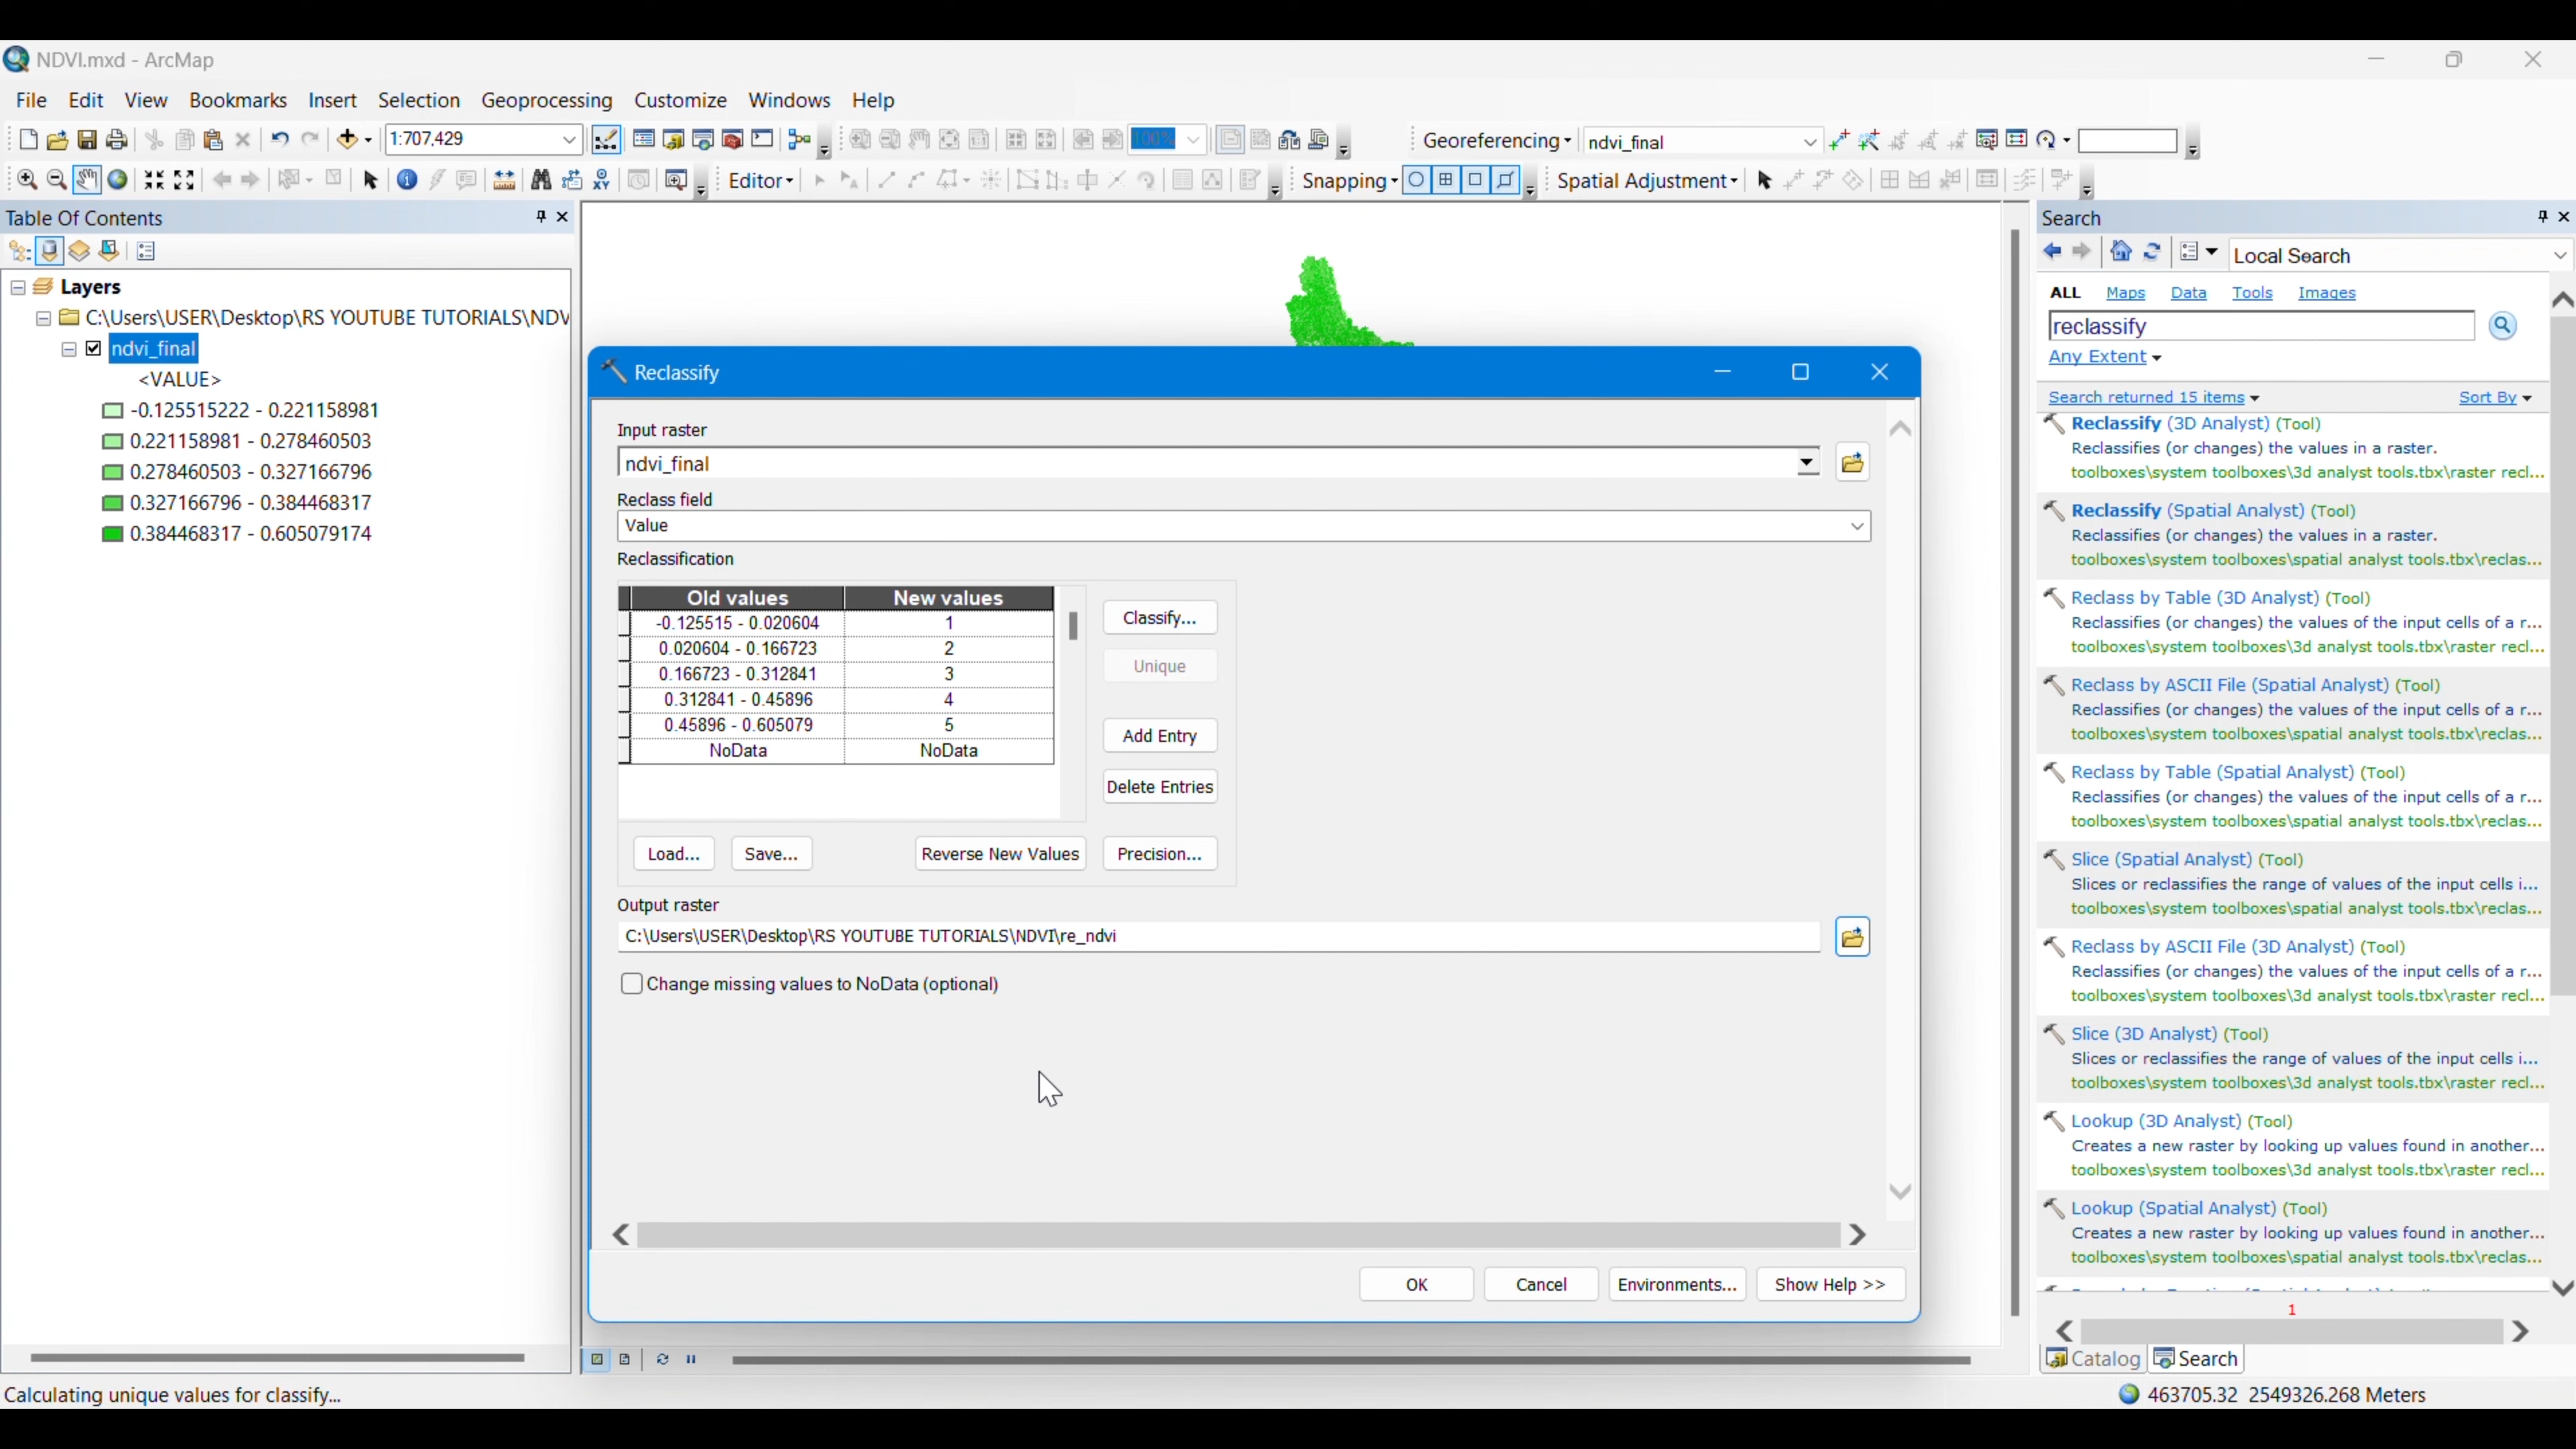 NDVI.mxd - ArcMap
File Edit View Bookmarks Insert Selection Geoprocessing Customize Windows Help
1:707,429 100% Georeferencing ndvi_final
Editor Snapping Spatial Adjustment
Table Of Contents
Layers
C:\Users\USER\Desktop\RS YOUTUBE TUTORIALS\NDV
ndvi_final
<VALUE>
-0.125515222 - 0.221158981
0.221158981 - 0.278460503
0.278460503 - 0.327166796
0.327166796 - 0.384468317
0.384468317 - 0.605079174
Reclassify
Input raster
ndvi_final
Reclass field
Value
Reclassification
Old values New values
-0.125515 - 0.020604 1
0.020604 - 0.166723 2
0.166723 - 0.312841 3
0.312841 - 0.45896 4
0.45896 - 0.605079 5
NoData NoData
Classify...
Unique
Add Entry
Delete Entries
Load... Save... Reverse New Values Precision...
Output raster
C:\Users\USER\Desktop\RS YOUTUBE TUTORIALS\NDVI\re_ndvi
Change missing values to NoData (optional)
OK Cancel Environments... Show Help >>
Search
Local Search
ALL Maps Data Tools Images
reclassify
Any Extent
Search returned 15 items Sort By
Reclassify (3D Analyst) (Tool)
Reclassifies (or changes) the values in a raster.
toolboxes\system toolboxes\3d analyst tools.tbx\raster recl...
Reclassify (Spatial Analyst) (Tool)
Reclassifies (or changes) the values in a raster.
toolboxes\system toolboxes\spatial analyst tools.tbx\reclas...
Reclass by Table (3D Analyst) (Tool)
Reclassifies (or changes) the values of the input cells of a r...
toolboxes\system toolboxes\3d analyst tools.tbx\raster recl...
Reclass by ASCII File (Spatial Analyst) (Tool)
Reclassifies (or changes) the values of the input cells of a r...
toolboxes\system toolboxes\spatial analyst tools.tbx\reclas...
Reclass by Table (Spatial Analyst) (Tool)
Reclassifies (or changes) the values of the input cells of a r...
toolboxes\system toolboxes\spatial analyst tools.tbx\reclas...
Slice (Spatial Analyst) (Tool)
Slices or reclassifies the range of values of the input cells i...
toolboxes\system toolboxes\spatial analyst tools.tbx\reclas...
Reclass by ASCII File (3D Analyst) (Tool)
Reclassifies (or changes) the values of the input cells of a r...
toolboxes\system toolboxes\3d analyst tools.tbx\raster recl...
Slice (3D Analyst) (Tool)
Slices or reclassifies the range of values of the input cells i...
toolboxes\system toolboxes\3d analyst tools.tbx\raster recl...
Lookup (3D Analyst) (Tool)
Creates a new raster by looking up values found in another...
toolboxes\system toolboxes\3d analyst tools.tbx\raster recl...
Lookup (Spatial Analyst) (Tool)
Creates a new raster by looking up values found in another...
toolboxes\system toolboxes\spatial analyst tools.tbx\reclas...
1
Catalog Search
Calculating unique values for classify...
463705.32 2549326.268 Meters